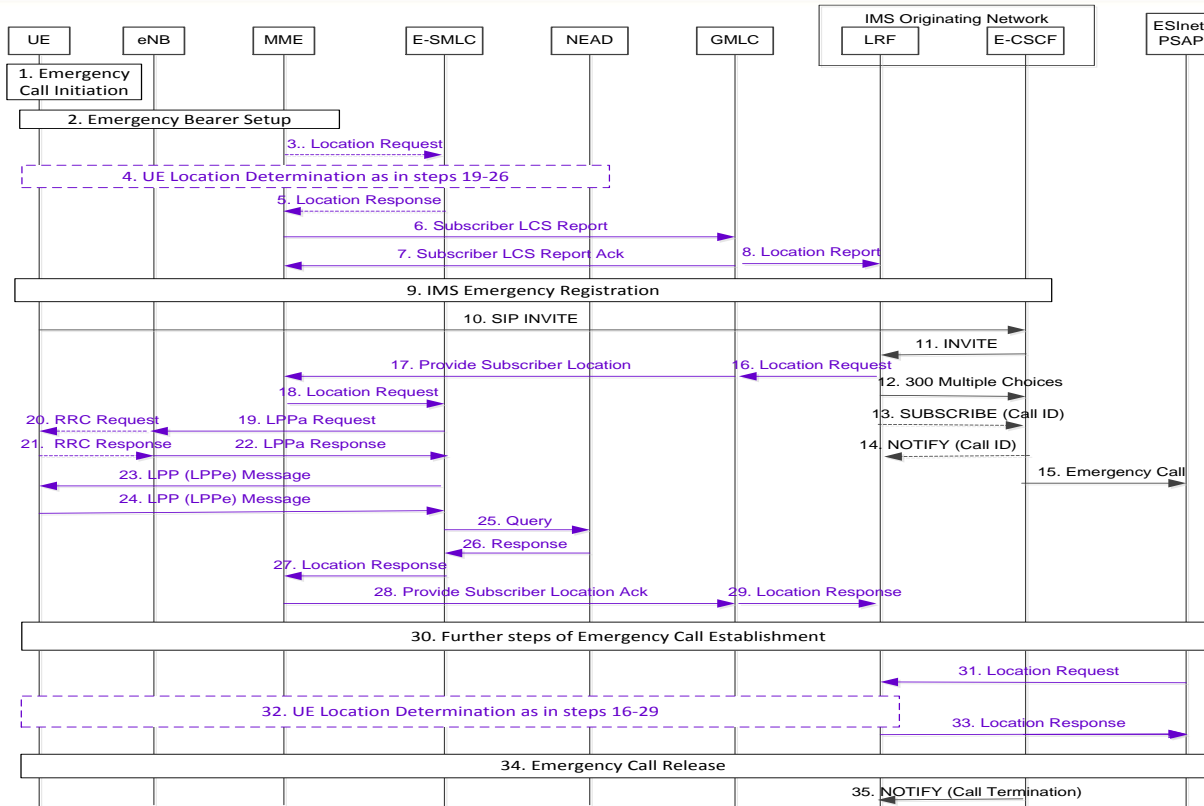 IMS Originating Network
UE
eNB
MME
E-SMLC
NEAD
GMLC
LRF
E-CSCF
ESInet
PSAP
1. Emergency
Call Initiation
2. Emergency Bearer Setup
3.. Location Request
4. UE Location Determination as in steps 19-26
5. Location Response
6. Subscriber LCS Report
7. Subscriber LCS Report Ack
8. Location Report
9. IMS Emergency Registration
10. SIP INVITE
11. INVITE
17. Provide Subscriber Location
16. Location Request
12. 300 Multiple Choices
18. Location Request
13. SUBSCRIBE (Call ID)
20. RRC Request
19. LPPa Request
21. RRC Response
22. LPPa Response
14. NOTIFY (Call ID)
23. LPP (LPPe) Message
15. Emergency Call
24. LPP (LPPe) Message
25. Query
26. Response
27. Location Response
28. Provide Subscriber Location Ack
29. Location Response
30. Further steps of Emergency Call Establishment
31. Location Request
32. UE Location Determination as in steps 16-29
33. Location Response
34. Emergency Call Release
35. NOTIFY (Call Termination)